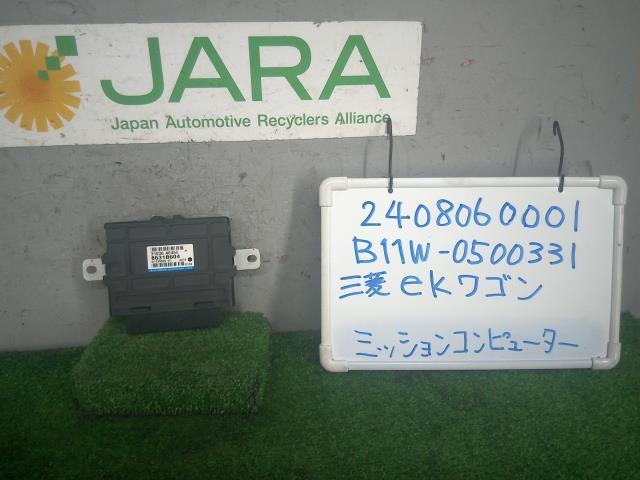 JARA
Japan Automotive Recyclers Alliance
8631B604
2408060001
B11W-0500331
三菱 ekワゴン
ミッションコンピューター